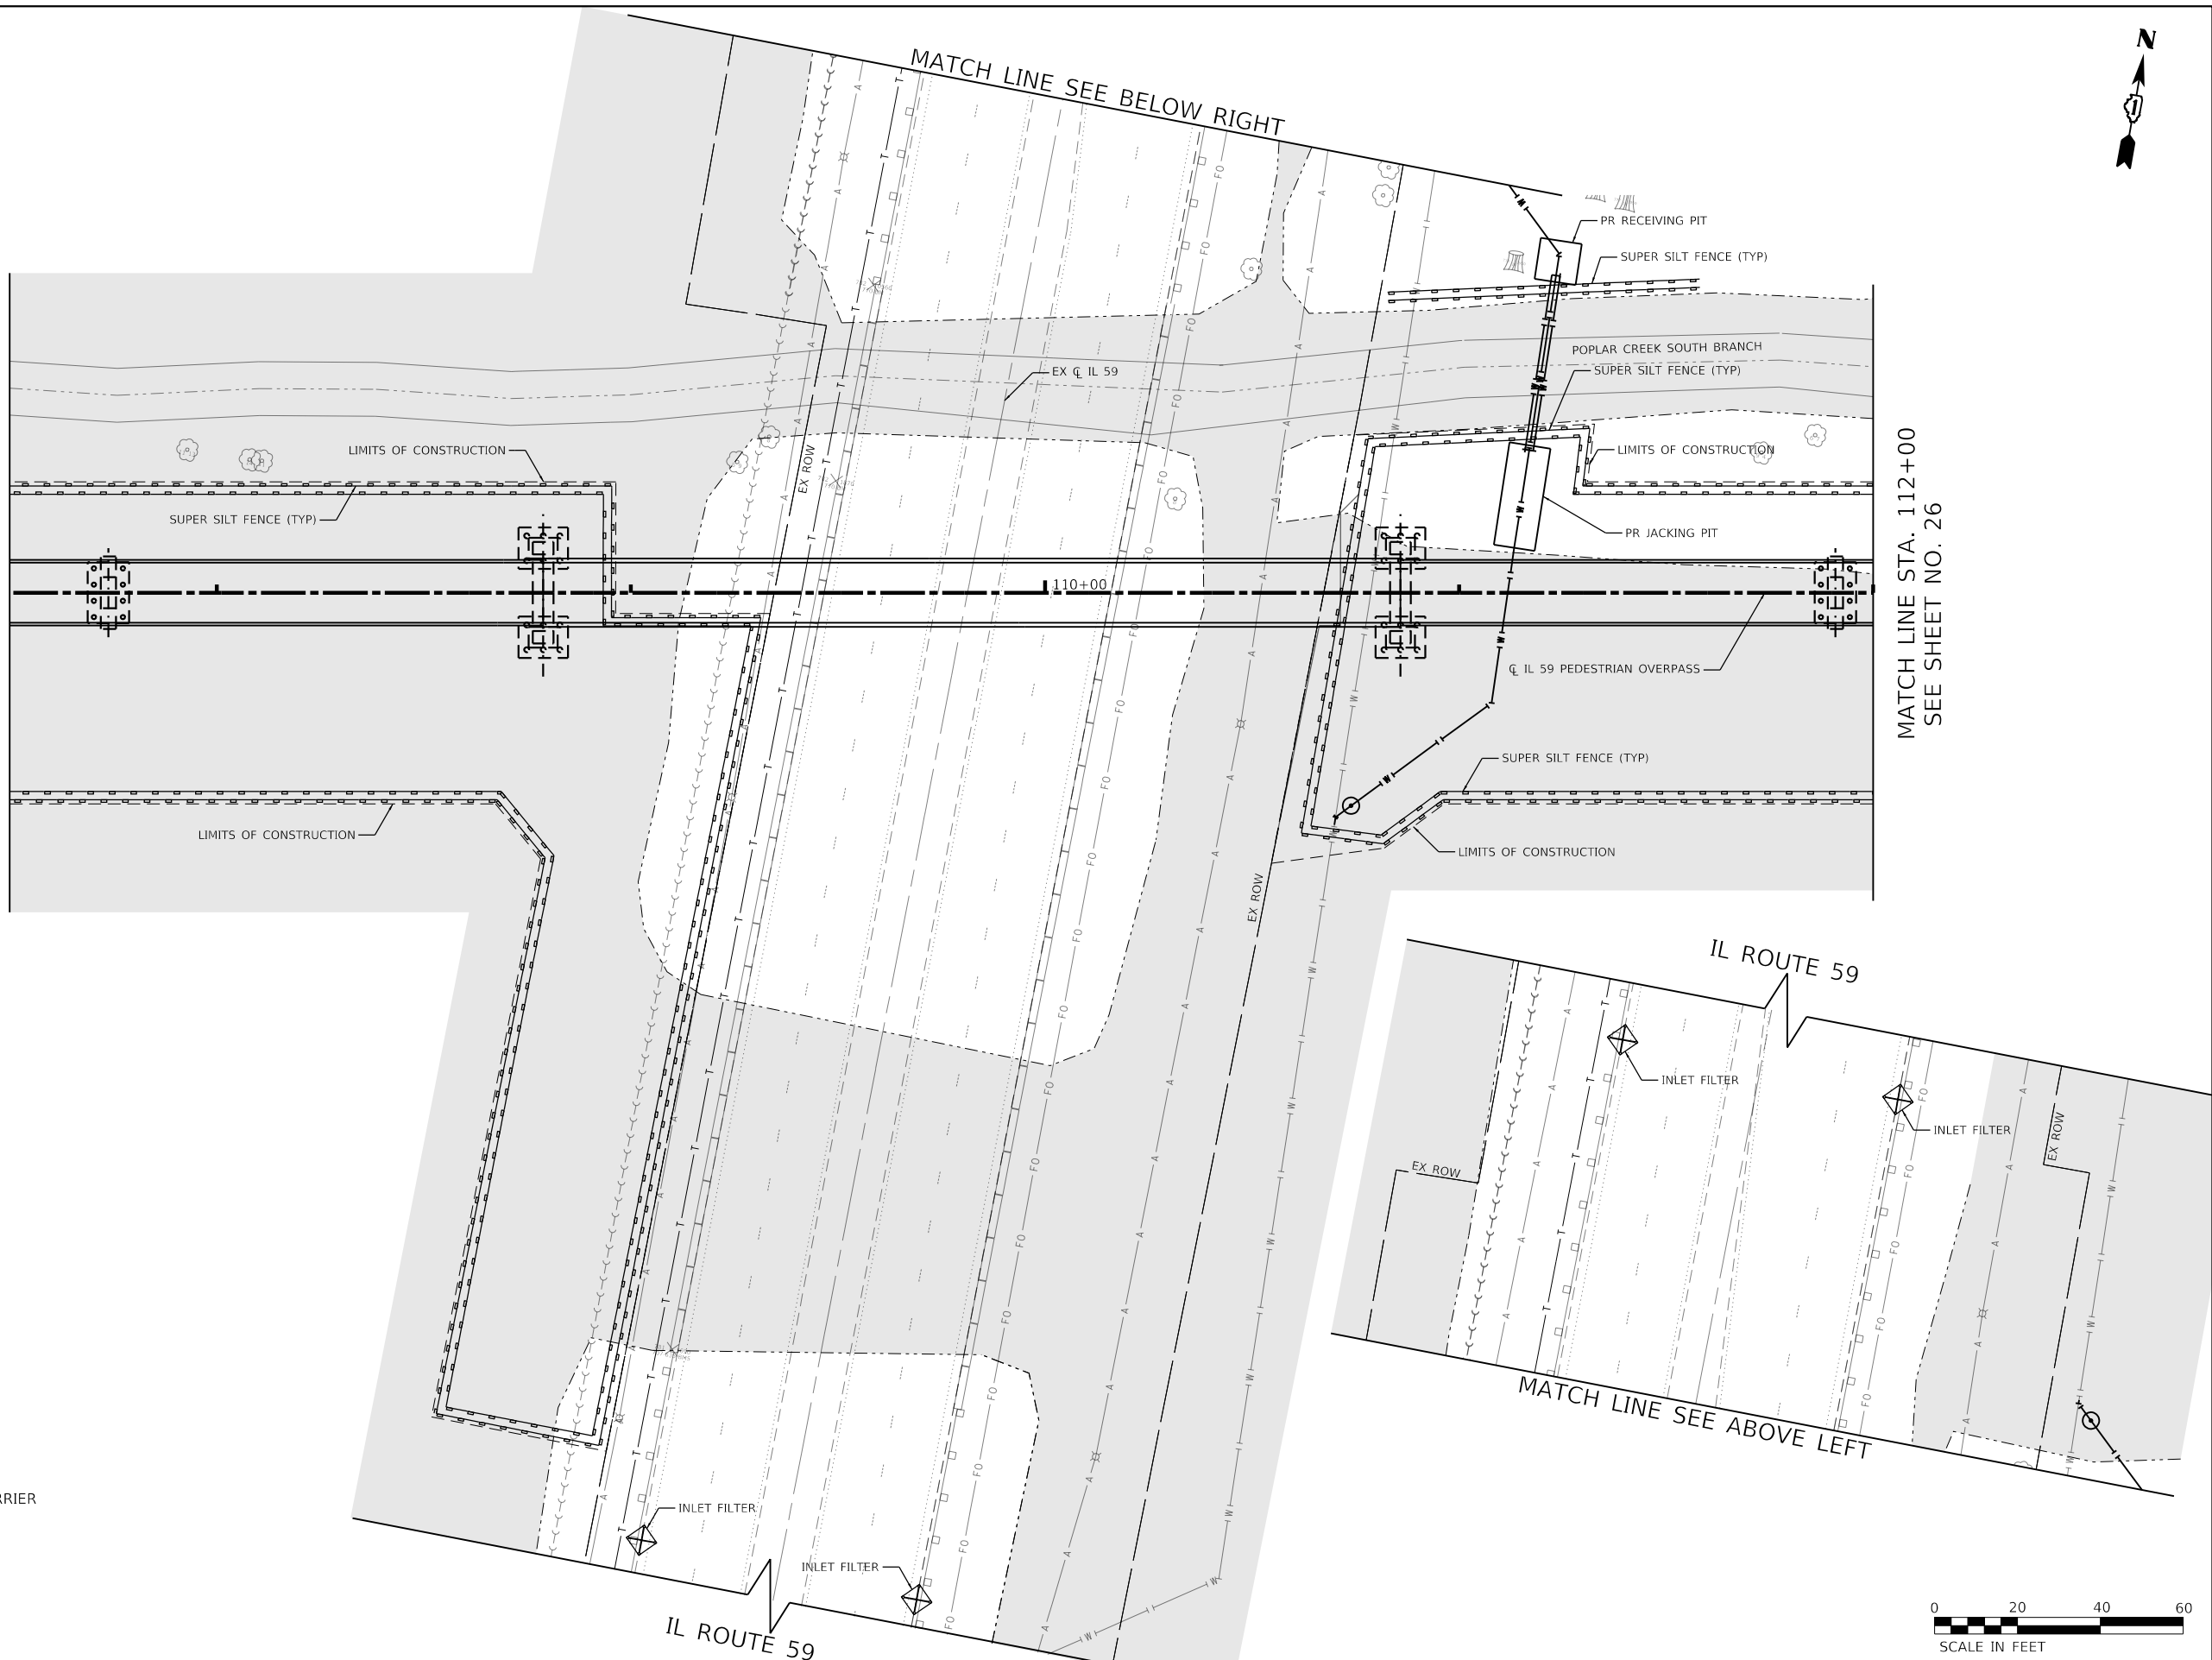 MATCH LINE SEE BELOW RIGHT
N
PR RECEIVING PIT
SUPER SILT FENCE (TYP)
POPLAR CREEK SOUTH BRANCH
SUPER SILT FENCE (TYP)
EX ℄ IL 59
LIMITS OF CONSTRUCTION
EX ROW
LIMITS OF CONSTRUCTION
SUPER SILT FENCE (TYP)
PR JACKING PIT
110+00
MATCH LINE STA. 112+00
SEE SHEET NO. 26
℄ IL 59 PEDESTRIAN OVERPASS
SUPER SILT FENCE (TYP)
LIMITS OF CONSTRUCTION
LIMITS OF CONSTRUCTION
EX ROW
IL ROUTE 59
INLET FILTER
INLET FILTER
EX ROW
EX ROW
MATCH LINE SEE ABOVE LEFT
RRIER
INLET FILTER
INLET FILTER
IL ROUTE 59
0 20 40 60
SCALE IN FEET